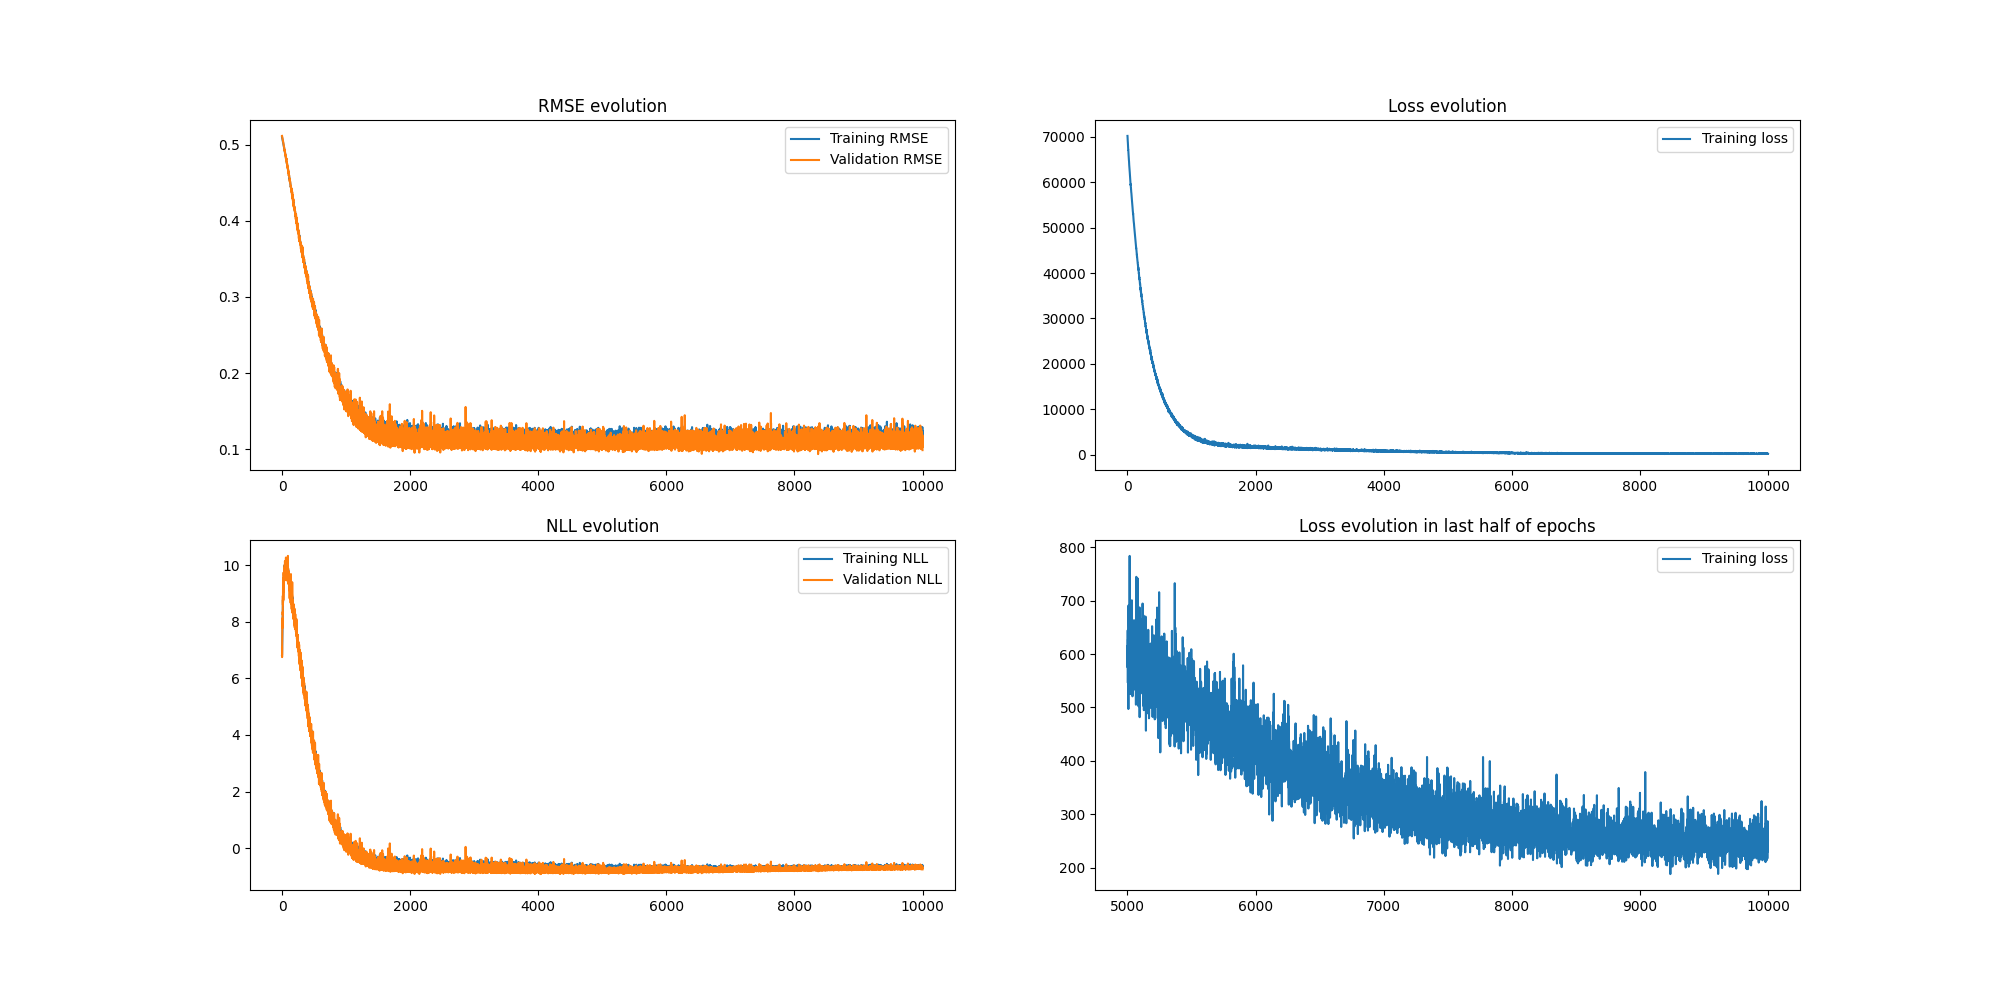 RMSE evolution
0.5
0.4
0.3
0.2
0.1
0 2000 4000 6000 8000 10000
Training RMSE
Validation RMSE
Loss evolution
70000
60000
50000
40000
30000
20000
10000
0
0 2000 4000 6000 8000 10000
Training loss
NLL evolution
10
8
6
4
2
0
0 2000 4000 6000 8000 10000
Training NLL
Validation NLL
Loss evolution in last half of epochs
800
700
600
500
400
300
200
5000 6000 7000 8000 9000 10000
Training loss